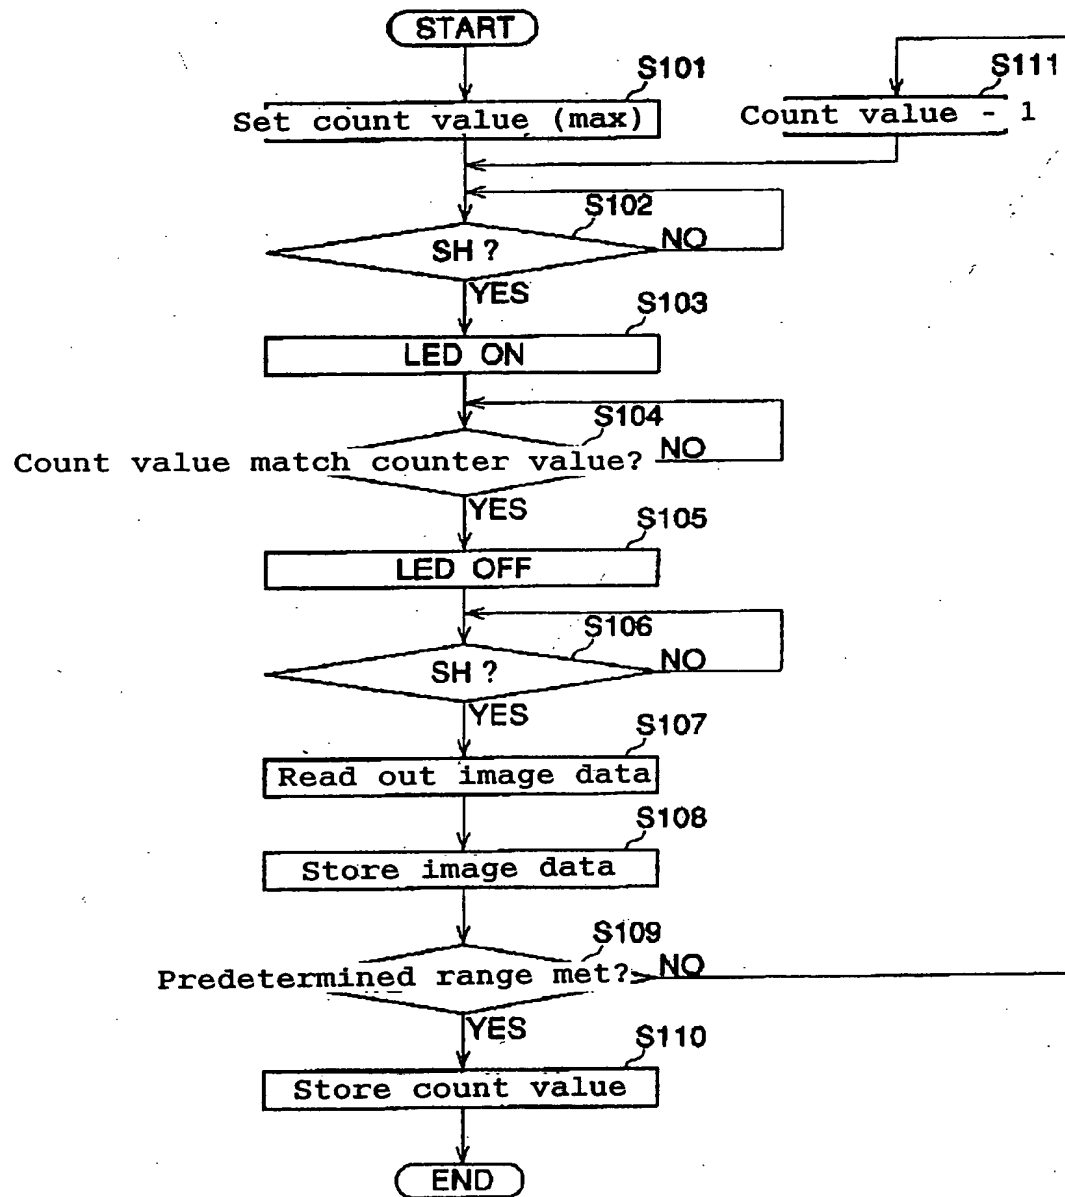 START
S101
Set count value (max)
S111
Count value - 1
S102
SH ?
NO
YES
S103
LED ON
S104
Count value match counter value?
NO
YES
S105
LED OFF
S106
SH ?
NO
YES
S107
Read out image data
S108
Store image data
S109
Predetermined range met?
NO
YES
S110
Store count value
END